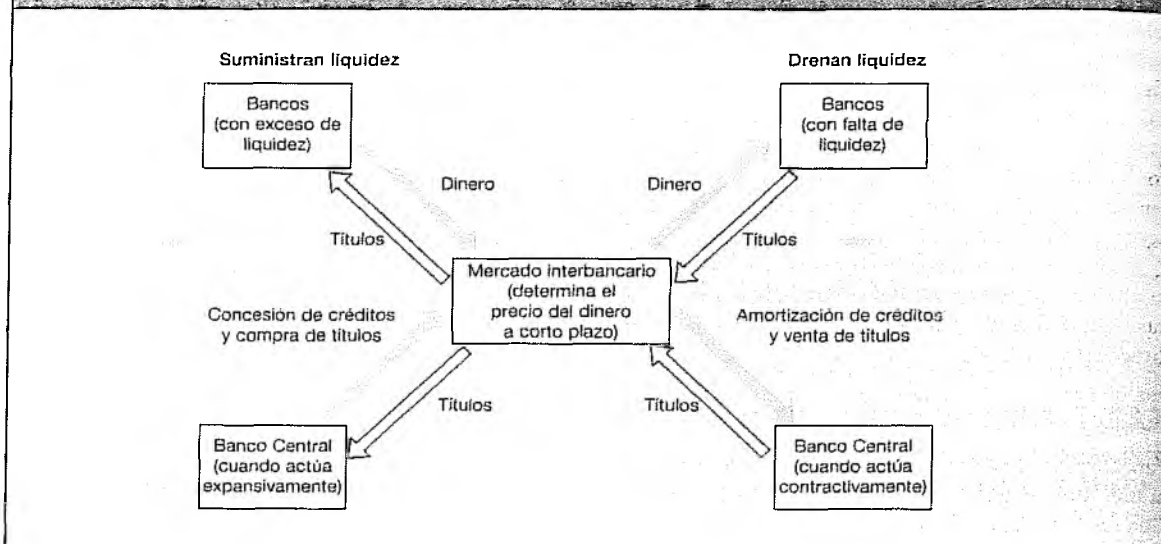 Suministran liquidez
Drenan liquidez
Bancos
(con exceso de
liquidez)
Bancos
(con falta de
liquidez)
Dinero
Dinero
Títulos
Títulos
Mercado interbancario
(determina el
precio del dinero
a corto plazo)
Concesión de créditos
y compra de títulos
Amortización de créditos
y venta de títulos
Títulos
Títulos
Banco Central
(cuando actúa
expansivamente)
Banco Central
(cuando actúa
contractivamente)